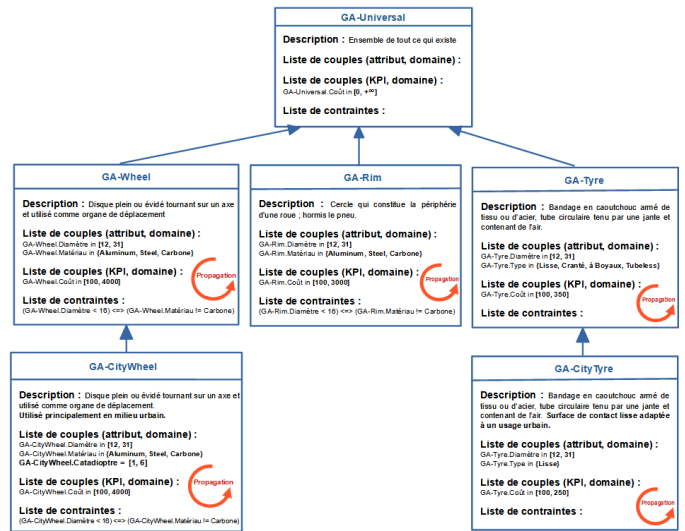 GA-Universal
Description : Ensemble de tout ce qui existe
Liste de couples (attribut, domaine) :
Liste de couples (KPI, domaine) :
GA-Universal.Coût in [0, +∞]
Liste de contraintes :
GA-Wheel
Description : Disque plein ou évidé tournant sur un axe
et utilisé comme organe de déplacement
Liste de couples (attribut, domaine) :
GA-Wheel.Diamètre in [12, 31]
GA-Wheel.Matériau in {Aluminum, Steel, Carbone}
Liste de couples (KPI, domaine) :
GA-Wheel.Coût in [100, 4000]
Propagation
Liste de contraintes :
(GA-Wheel.Diamètre < 16) <=> (GA-Wheel.Matériau != Carbone)
GA-Rim
Description : Cercle qui constitue la périphérie
d'une roue ; hormis le pneu.
Liste de couples (attribut, domaine) :
GA-Rim.Diamètre in [12, 31]
GA-Rim.Matériau in {Aluminum, Steel, Carbone}
Liste de couples (KPI, domaine) :
GA-Rim.Coût in [100, 3000]
Propagation
Liste de contraintes :
(GA-Rim.Diamètre < 16) <=> (GA-Rim.Matériau != Carbone)
GA-Tyre
Description : Bandage en caoutchouc armé de
tissu ou d'acier, tube circulaire tenu par une jante et
contenant de l'air.
Liste de couples (attribut, domaine) :
GA-Tyre.Diamètre in [12, 31]
GA-Tyre.Type in {Lisse, Cranté, à Boyaux, Tubeless}
Liste de couples (KPI, domaine) :
GA-Tyre.Coût in [100, 350]
Propagation
Liste de contraintes :
GA-CityWheel
Description : Disque plein ou évidé tournant sur un axe et
utilisé comme organe de déplacement.
Utilisé principalement en milieu urbain.
Liste de couples (attribut, domaine) :
GA-CityWheel.Diamètre in [12, 31]
GA-CityWheel.Matériau in {Aluminum, Steel, Carbone}
GA-CityWheel.Catadioptre = [1, 6]
Liste de couples (KPI, domaine) :
GA-CityWheel.Coût in [100, 4000]
Propagation
Liste de contraintes :
(GA-CityWheel.Diamètre < 16) <=> (GA-CityWheel.Matériau != Carbone)
GA-CityTyre
Description : Bandage en caoutchouc armé de
tissu ou d'acier, tube circulaire tenu par une jante et
contenant de l'air. Surface de contact lisse adaptée
à un usage urbain.
Liste de couples (attribut, domaine) :
GA-Tyre.Diamètre in [12, 31]
GA-Tyre.Type in {Lisse}
Liste de couples (KPI, domaine) :
GA-Tyre.Coût in [100, 250]
Propagation
Liste de contraintes :